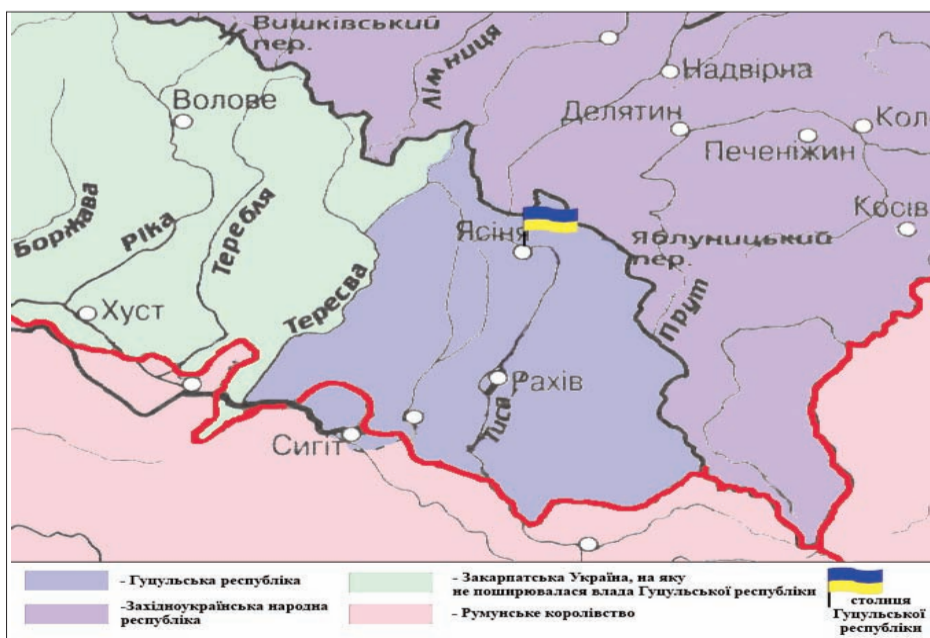 Вишківський
пер.
Лімниця
Надвірна
Волове
Делятин
Кол
Печеніжин
Косів
Боржава
Ріка
Теребля
Ясіня
Яблуницький
пер.
Хуст
Тересва
Прут
Рахів
Тиса
Сигіт
- Гуцульська республіка
-Західноукраїнська народна
республіка
- Закарпатська Україна, на яку
не поширювалася влада Гуцульської республіки
- Румунське королівство
столиця
Гуцульської
республіки